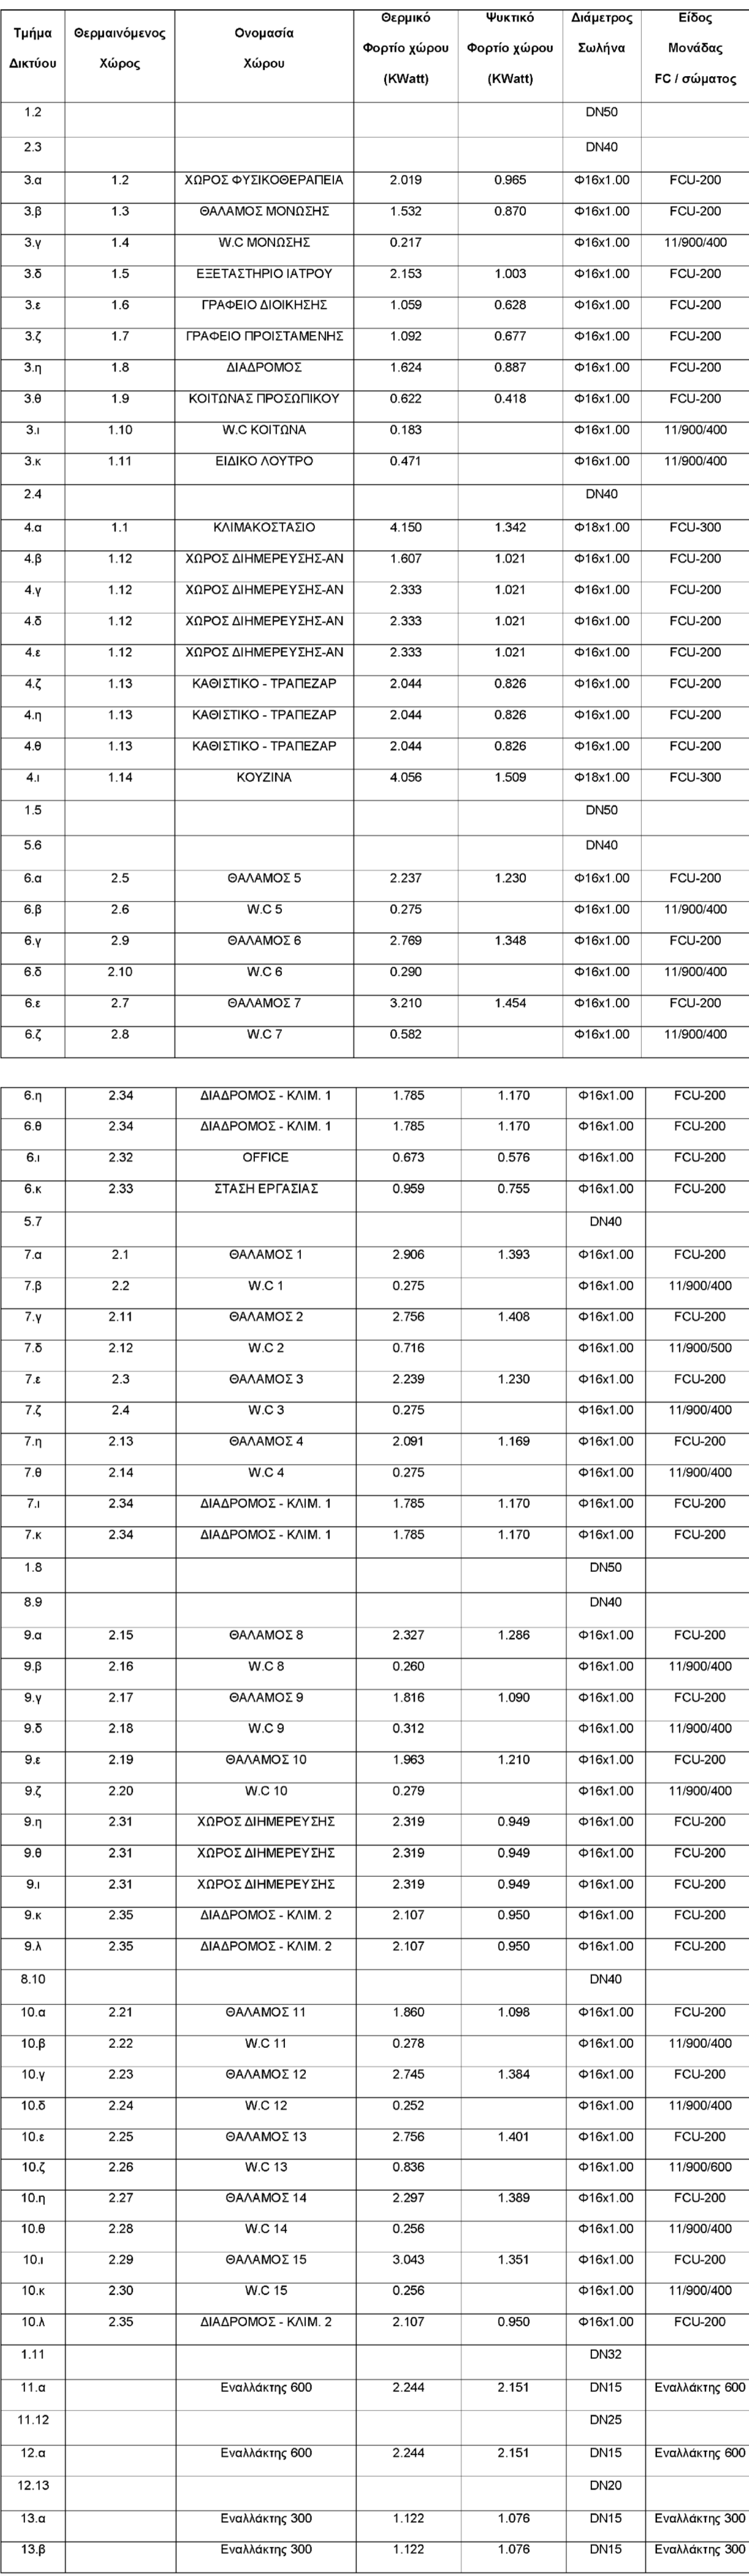 Τμήμα Δικτύου Θερμαινόμενος Χώρος Ονομασία Χώρου Θερμικό Φορτίο χώρου (KWatt) Ψυκτικό Φορτίο χώρου (KWatt) Διάμετρος Σωλήνα Είδος Μονάδας FC / σώματος
1.2 DN50
2.3 DN40
3.α 1.2 ΧΩΡΟΣ ΦΥΣΙΚΟΘΕΡΑΠΕΙΑ 2.019 0.965 Φ16x1.00 FCU-200
3.β 1.3 ΘΑΛΑΜΟΣ ΜΟΝΩΣΗΣ 1.532 0.870 Φ16x1.00 FCU-200
3.γ 1.4 W.C ΜΟΝΩΣΗΣ 0.217 Φ16x1.00 11/900/400
3.δ 1.5 ΕΞΕΤΑΣΤΗΡΙΟ ΙΑΤΡΟΥ 2.153 1.003 Φ16x1.00 FCU-200
3.ε 1.6 ΓΡΑΦΕΙΟ ΔΙΟΙΚΗΣΗΣ 1.059 0.628 Φ16x1.00 FCU-200
3.ζ 1.7 ΓΡΑΦΕΙΟ ΠΡΟΙΣΤΑΜΕΝΗΣ 1.092 0.677 Φ16x1.00 FCU-200
3.η 1.8 ΔΙΑΔΡΟΜΟΣ 1.624 0.887 Φ16x1.00 FCU-200
3.θ 1.9 ΚΟΙΤΩΝΑΣ ΠΡΟΣΩΠΙΚΟΥ 0.622 0.418 Φ16x1.00 FCU-200
3.ι 1.10 W.C ΚΟΙΤΩΝΑ 0.183 Φ16x1.00 11/900/400
3.κ 1.11 ΕΙΔΙΚΟ ΛΟΥΤΡΟ 0.471 Φ16x1.00 11/900/400
2.4 DN40
4.α 1.1 ΚΛΙΜΑΚΟΣΤΑΣΙΟ 4.150 1.342 Φ18x1.00 FCU-300
4.β 1.12 ΧΩΡΟΣ ΔΙΗΜΕΡΕΥΣΗΣ-ΑΝ 1.607 1.021 Φ16x1.00 FCU-200
4.γ 1.12 ΧΩΡΟΣ ΔΙΗΜΕΡΕΥΣΗΣ-ΑΝ 2.333 1.021 Φ16x1.00 FCU-200
4.δ 1.12 ΧΩΡΟΣ ΔΙΗΜΕΡΕΥΣΗΣ-ΑΝ 2.333 1.021 Φ16x1.00 FCU-200
4.ε 1.12 ΧΩΡΟΣ ΔΙΗΜΕΡΕΥΣΗΣ-ΑΝ 2.333 1.021 Φ16x1.00 FCU-200
4.ζ 1.13 ΚΑΘΙΣΤΙΚΟ - ΤΡΑΠΕΖΑΡ 2.044 0.826 Φ16x1.00 FCU-200
4.η 1.13 ΚΑΘΙΣΤΙΚΟ - ΤΡΑΠΕΖΑΡ 2.044 0.826 Φ16x1.00 FCU-200
4.θ 1.13 ΚΑΘΙΣΤΙΚΟ - ΤΡΑΠΕΖΑΡ 2.044 0.826 Φ16x1.00 FCU-200
4.ι 1.14 ΚΟΥΖΙΝΑ 4.056 1.509 Φ18x1.00 FCU-300
1.5 DN50
5.6 DN40
6.α 2.5 ΘΑΛΑΜΟΣ 5 2.237 1.230 Φ16x1.00 FCU-200
6.β 2.6 W.C 5 0.275 Φ16x1.00 11/900/400
6.γ 2.9 ΘΑΛΑΜΟΣ 6 2.769 1.348 Φ16x1.00 FCU-200
6.δ 2.10 W.C 6 0.290 Φ16x1.00 11/900/400
6.ε 2.7 ΘΑΛΑΜΟΣ 7 3.210 1.454 Φ16x1.00 FCU-200
6.ζ 2.8 W.C 7 0.582 Φ16x1.00 11/900/400
6.η 2.34 ΔΙΑΔΡΟΜΟΣ - ΚΛΙΜ. 1 1.785 1.170 Φ16x1.00 FCU-200
6.θ 2.34 ΔΙΑΔΡΟΜΟΣ - ΚΛΙΜ. 1 1.785 1.170 Φ16x1.00 FCU-200
6.ι 2.32 OFFICE 0.673 0.576 Φ16x1.00 FCU-200
6.κ 2.33 ΣΤΑΣΗ ΕΡΓΑΣΙΑΣ 0.959 0.755 Φ16x1.00 FCU-200
5.7 DN40
7.α 2.1 ΘΑΛΑΜΟΣ 1 2.906 1.393 Φ16x1.00 FCU-200
7.β 2.2 W.C 1 0.275 Φ16x1.00 11/900/400
7.γ 2.11 ΘΑΛΑΜΟΣ 2 2.756 1.408 Φ16x1.00 FCU-200
7.δ 2.12 W.C 2 0.716 Φ16x1.00 11/900/500
7.ε 2.3 ΘΑΛΑΜΟΣ 3 2.239 1.230 Φ16x1.00 FCU-200
7.ζ 2.4 W.C 3 0.275 Φ16x1.00 11/900/400
7.η 2.13 ΘΑΛΑΜΟΣ 4 2.091 1.169 Φ16x1.00 FCU-200
7.θ 2.14 W.C 4 0.275 Φ16x1.00 11/900/400
7.ι 2.34 ΔΙΑΔΡΟΜΟΣ - ΚΛΙΜ. 1 1.785 1.170 Φ16x1.00 FCU-200
7.κ 2.34 ΔΙΑΔΡΟΜΟΣ - ΚΛΙΜ. 1 1.785 1.170 Φ16x1.00 FCU-200
1.8 DN50
8.9 DN40
9.α 2.15 ΘΑΛΑΜΟΣ 8 2.327 1.286 Φ16x1.00 FCU-200
9.β 2.16 W.C 8 0.260 Φ16x1.00 11/900/400
9.γ 2.17 ΘΑΛΑΜΟΣ 9 1.816 1.090 Φ16x1.00 FCU-200
9.δ 2.18 W.C 9 0.312 Φ16x1.00 11/900/400
9.ε 2.19 ΘΑΛΑΜΟΣ 10 1.963 1.210 Φ16x1.00 FCU-200
9.ζ 2.20 W.C 10 0.279 Φ16x1.00 11/900/400
9.η 2.31 ΧΩΡΟΣ ΔΙΗΜΕΡΕΥΣΗΣ 2.319 0.949 Φ16x1.00 FCU-200
9.θ 2.31 ΧΩΡΟΣ ΔΙΗΜΕΡΕΥΣΗΣ 2.319 0.949 Φ16x1.00 FCU-200
9.ι 2.31 ΧΩΡΟΣ ΔΙΗΜΕΡΕΥΣΗΣ 2.319 0.949 Φ16x1.00 FCU-200
9.κ 2.35 ΔΙΑΔΡΟΜΟΣ - ΚΛΙΜ. 2 2.107 0.950 Φ16x1.00 FCU-200
9.λ 2.35 ΔΙΑΔΡΟΜΟΣ - ΚΛΙΜ. 2 2.107 0.950 Φ16x1.00 FCU-200
8.10 DN40
10.α 2.21 ΘΑΛΑΜΟΣ 11 1.860 1.098 Φ16x1.00 FCU-200
10.β 2.22 W.C 11 0.278 Φ16x1.00 11/900/400
10.γ 2.23 ΘΑΛΑΜΟΣ 12 2.745 1.384 Φ16x1.00 FCU-200
10.δ 2.24 W.C 12 0.252 Φ16x1.00 11/900/400
10.ε 2.25 ΘΑΛΑΜΟΣ 13 2.756 1.401 Φ16x1.00 FCU-200
10.ζ 2.26 W.C 13 0.836 Φ16x1.00 11/900/600
10.η 2.27 ΘΑΛΑΜΟΣ 14 2.297 1.389 Φ16x1.00 FCU-200
10.θ 2.28 W.C 14 0.256 Φ16x1.00 11/900/400
10.ι 2.29 ΘΑΛΑΜΟΣ 15 3.043 1.351 Φ16x1.00 FCU-200
10.κ 2.30 W.C 15 0.256 Φ16x1.00 11/900/400
10.λ 2.35 ΔΙΑΔΡΟΜΟΣ - ΚΛΙΜ. 2 2.107 0.950 Φ16x1.00 FCU-200
1.11 DN32
11.α Εναλλάκτης 600 2.244 2.151 DN15 Εναλλάκτης 600
11.12 DN25
12.α Εναλλάκτης 600 2.244 2.151 DN15 Εναλλάκτης 600
12.13 DN20
13.α Εναλλάκτης 300 1.122 1.076 DN15 Εναλλάκτης 300
13.β Εναλλάκτης 300 1.122 1.076 DN15 Εναλλάκτης 300